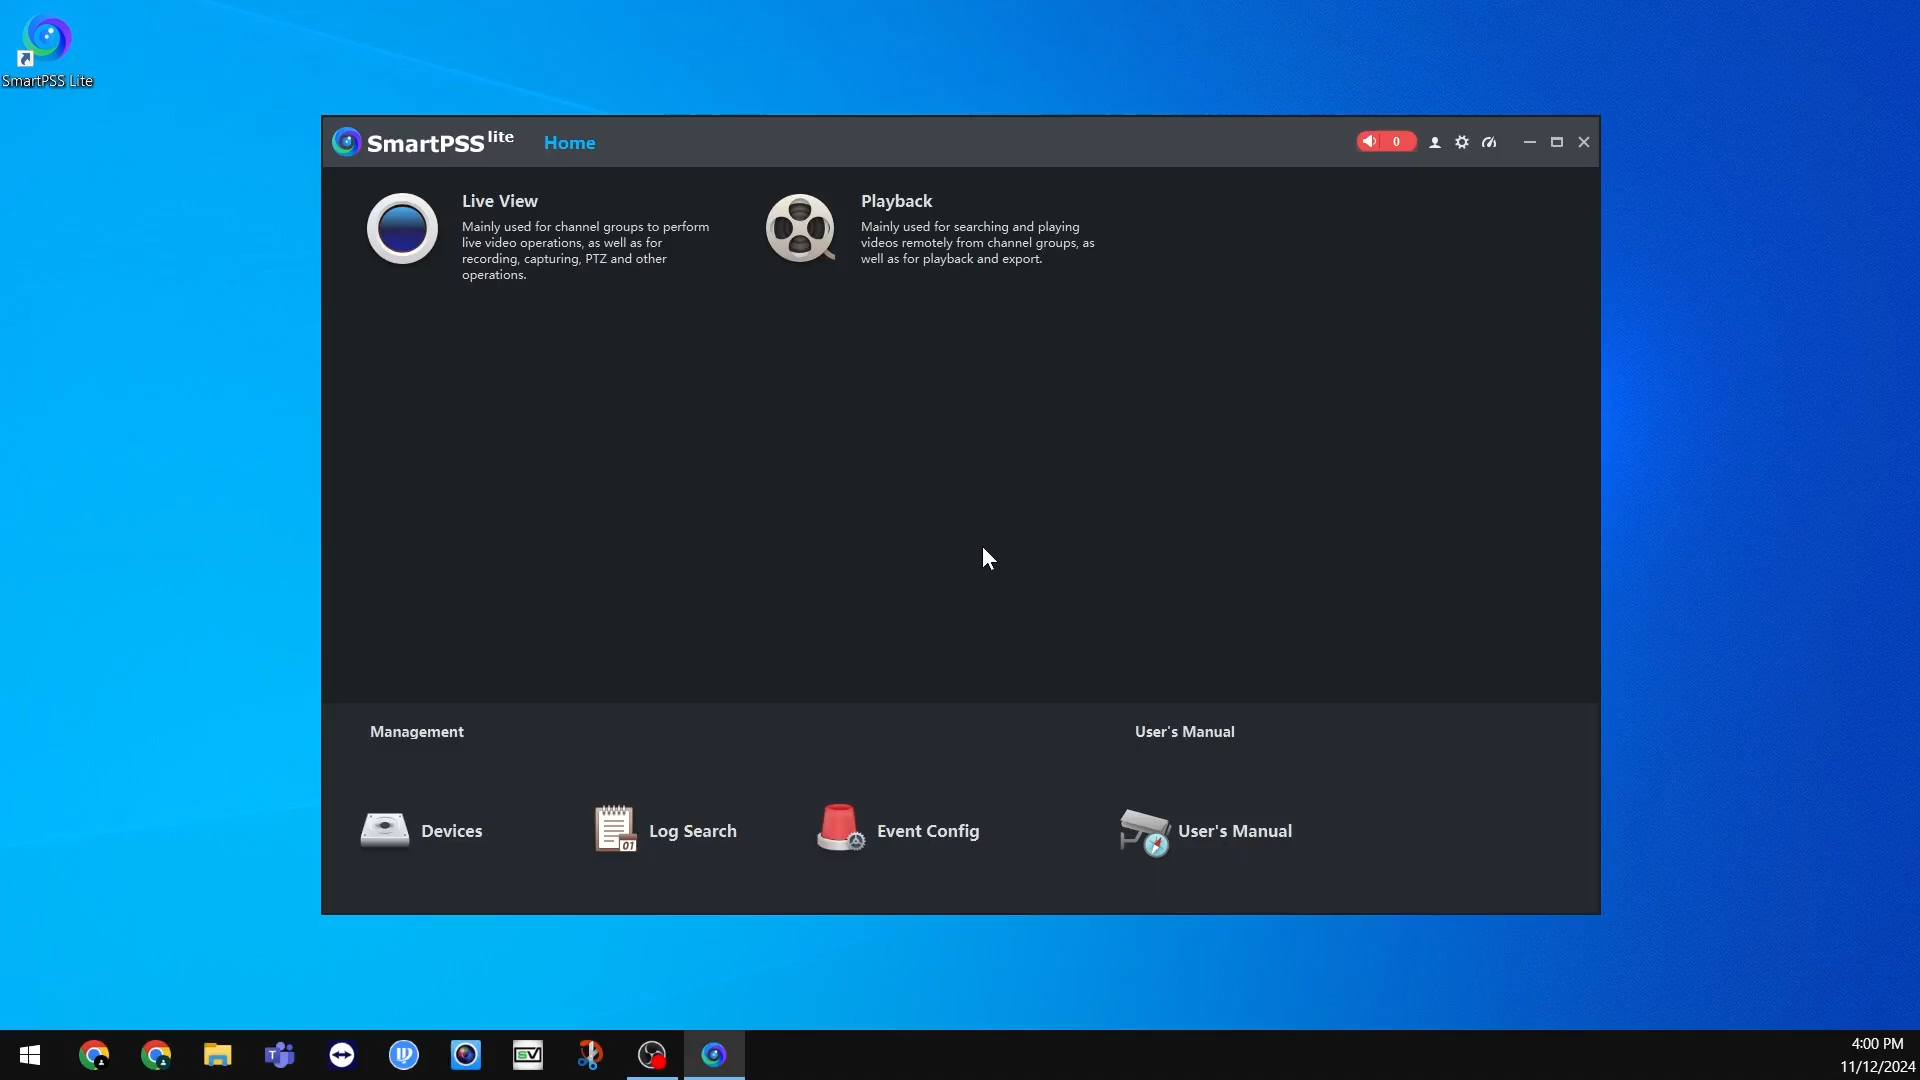 SmartPSS Lite
SmartPSS lite
Home
0
Live View
Mainly used for channel groups to perform
live video operations, as well as for
recording, capturing, PTZ and other
operations.
Playback
Mainly used for searching and playing
videos remotely from channel groups, as
well as for playback and export.
Management
User's Manual
Devices
01
Log Search
Event Config
User's Manual
T
SV
4:00 PM
11/12/2024